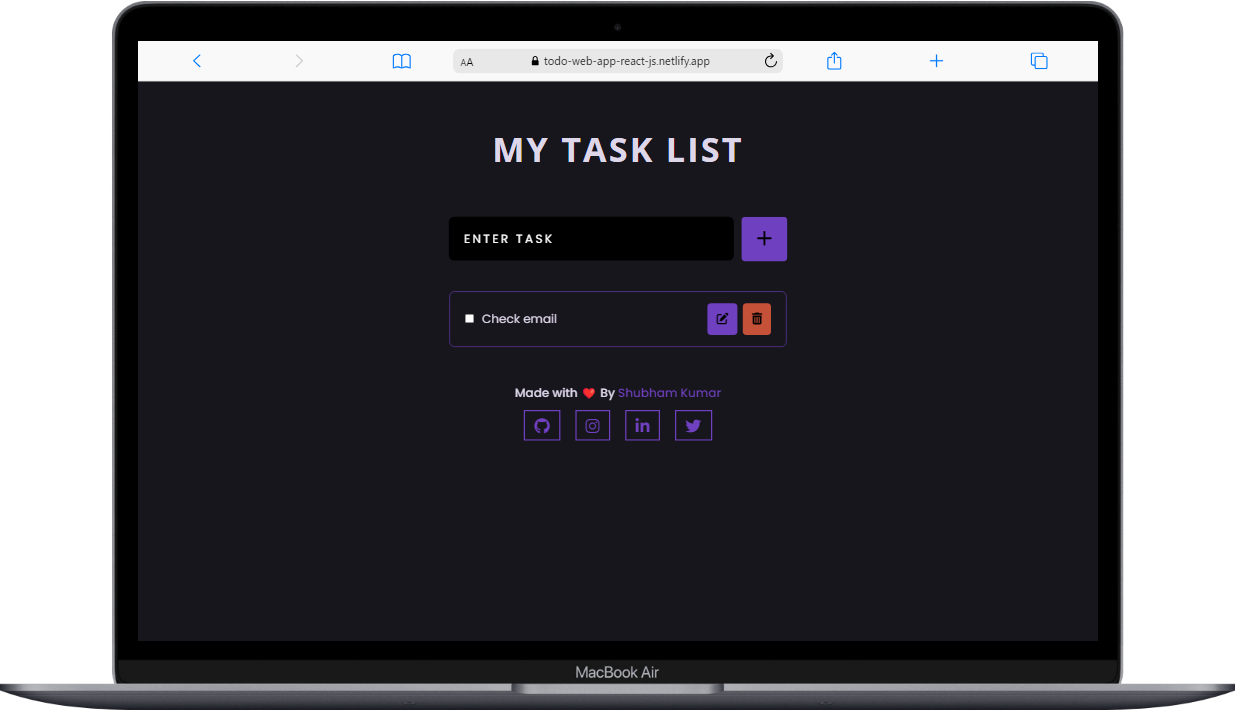 AA todo-web-app-react-js.netlify.app
MY TASK LIST
ENTER TASK
Check email
Made with ❤️ By Shubham Kumar
in
MacBook Air